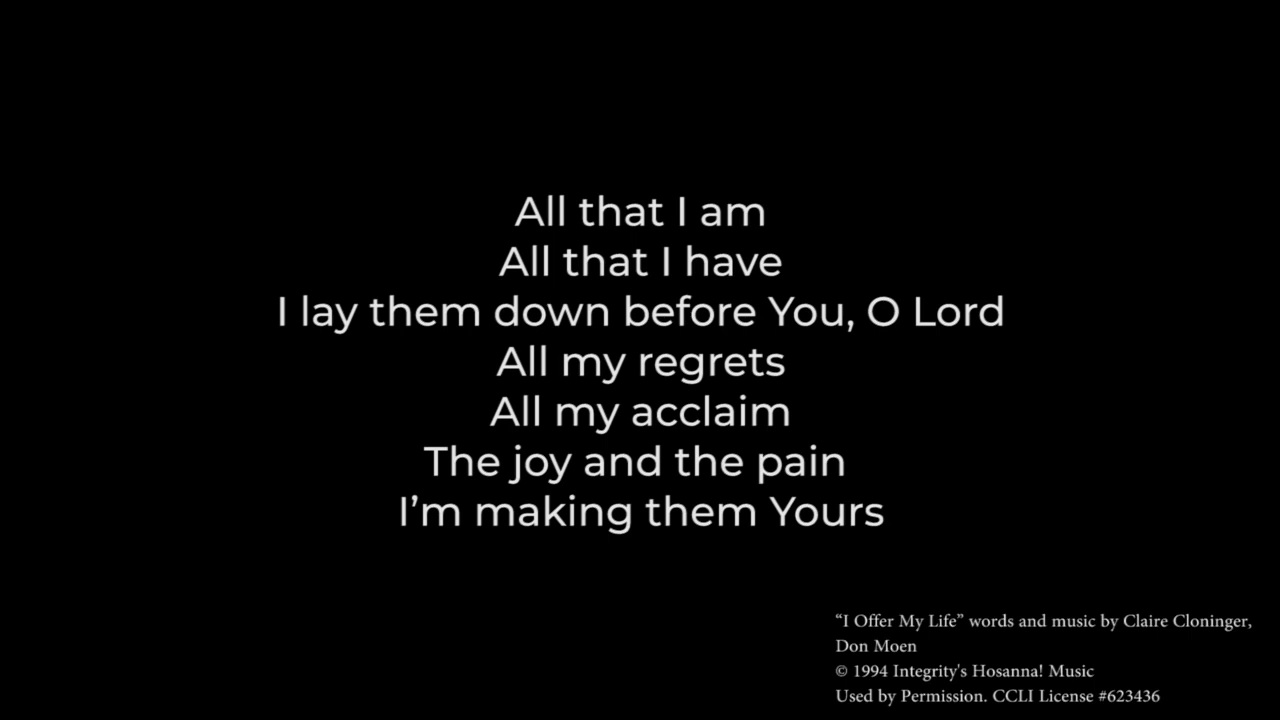 All that I am
All that I have
I lay them down before You, O Lord
All my regrets
All my acclaim
The joy and the pain
I’m making them Yours
“I Offer My Life” words and music by Claire Cloninger,
Don Moen
© 1994 Integrity's Hosanna! Music
Used by Permission. CCLI License #623436